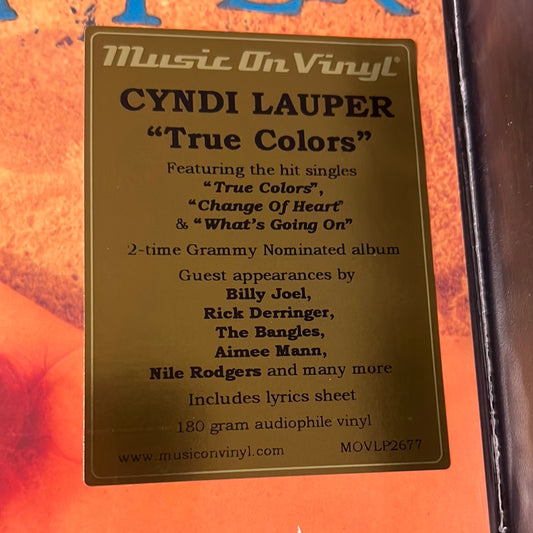 Music On Vinyl®
CYNDI LAUPER
“True Colors”
Featuring the hit singles
“True Colors”,
“Change Of Heart”
& “What’s Going On”
2-time Grammy Nominated album
Guest appearances by
Billy Joel,
Rick Derringer,
The Bangles,
Aimee Mann,
Nile Rodgers and many more
Includes lyrics sheet
180 gram audiophile vinyl
www.musiconvinyl.com MOVLP2677